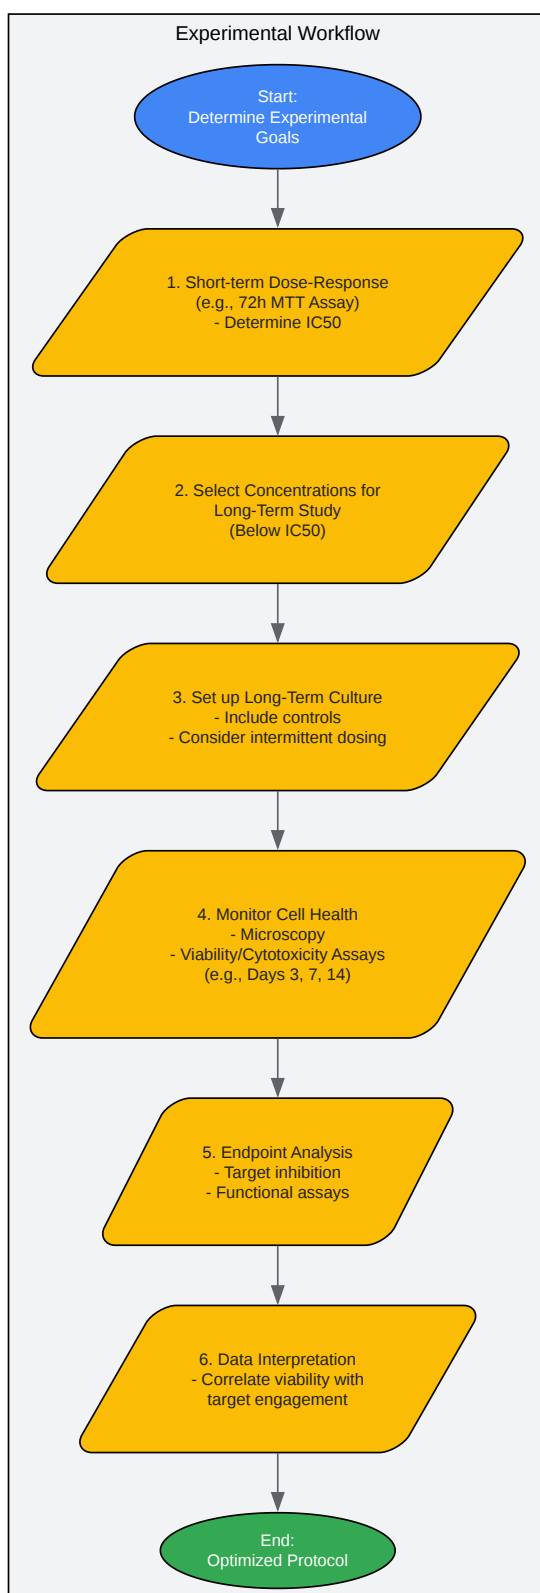 Experimental Workflow
Start:
Determine Experimental
Goals
1. Short-term Dose-Response
(e.g., 72h MTT Assay)
- Determine IC50
2. Select Concentrations for
Long-Term Study
(Below IC50)
3. Set up Long-Term Culture
- Include controls
- Consider intermittent dosing
4. Monitor Cell Health
- Microscopy
- Viability/Cytotoxicity Assays
(e.g., Days 3, 7, 14)
5. Endpoint Analysis
- Target inhibition
- Functional assays
6. Data Interpretation
- Correlate viability with
target engagement
End:
Optimized Protocol